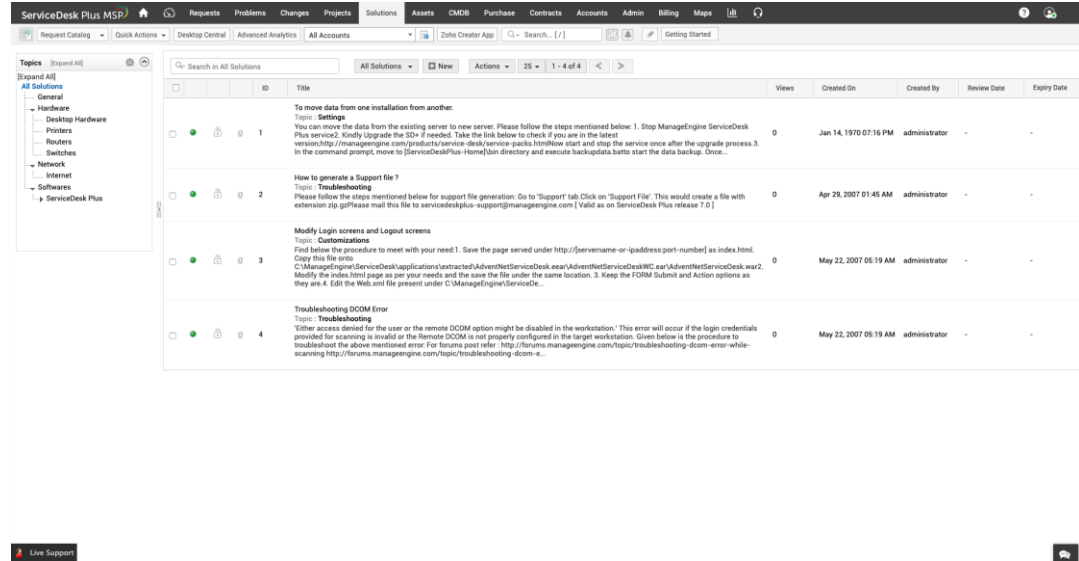 ServiceDesk Plus MSP
Requests Problems Changes Projects Solutions Assets CMDB Purchase Contracts Accounts Admin Billing Maps
Request Catalog Quick Actions Desktop Central Advanced Analytics All Accounts Zoho Creator App Search... [ / ] Getting Started
Topics [Expand All]
[Expand All]
All Solutions
General
Hardware
Desktop Hardware
Printers
Routers
Switches
Network
Internet
Softwares
ServiceDesk Plus
Search in All Solutions All Solutions New Actions 25 1 - 4 of 4
ID Title Views Created On Created By Review Date Expiry Date
To move data from one installation from another.
Topic : Settings
You can move the data from the existing server to new server. Please follow the steps mentioned below: 1. Stop ManageEngine ServiceDesk
Plus service2. Kindly Upgrade the SD+ if needed. Take the link below to check if you are in the latest
version;http://manageengine.com/products/service-desk/service-packs.htmlNow start and stop the service once after the upgrade process.3.
In the command prompt, move to [ServiceDeskPlus-Home]\bin directory and execute backupdata.batto start the data backup. Once...
1 0 Jan 14, 1970 07:16 PM administrator - -
How to generate a Support file ?
Topic : Troubleshooting
Please follow the steps mentioned below for support file generation: Go to 'Support' tab.Click on 'Support File'. This would create a file with
extension zip.gzPlease mail this file to servicedeskplus-support@manageengine.com [ Valid as on ServiceDesk Plus release 7.0 ]
2 0 Apr 29, 2007 01:45 AM administrator - -
Modify Login screens and Logout screens
Topic : Customizations
Find below the procedure to meet with your need:1. Save the page served under http://[servername-or-ipaddress:port-number] as index.html.
Copy this file onto
C:\ManageEngine\ServiceDesk\applications\extracted\AdventNetServiceDesk.eear\AdventNetServiceDeskWC.ear\AdventNetServiceDesk.war2.
Modify the index.html page as per your needs and the save the file under the same location. 3. Keep the FORM Submit and Action options as
they are.4. Edit the Web.xml file present under C:\ManageEngine\ServiceDe...
3 0 May 22, 2007 05:19 AM administrator - -
Troubleshooting DCOM Error
Topic : Troubleshooting
'Either access denied for the user or the remote DCOM option might be disabled in the workstation.' This error will occur if the login credentials
provided for scanning is invalid or the Remote DCOM is not properly configured in the target workstation. Given below is the procedure to
troubleshoot the above mentioned error: For forums post refer : http://forums.manageengine.com/topic/troubleshooting-dcom-error-while-
scanning http://forums.manageengine.com/topic/troubleshooting-dcom-e...
4 0 May 22, 2007 05:19 AM administrator - -
Live Support